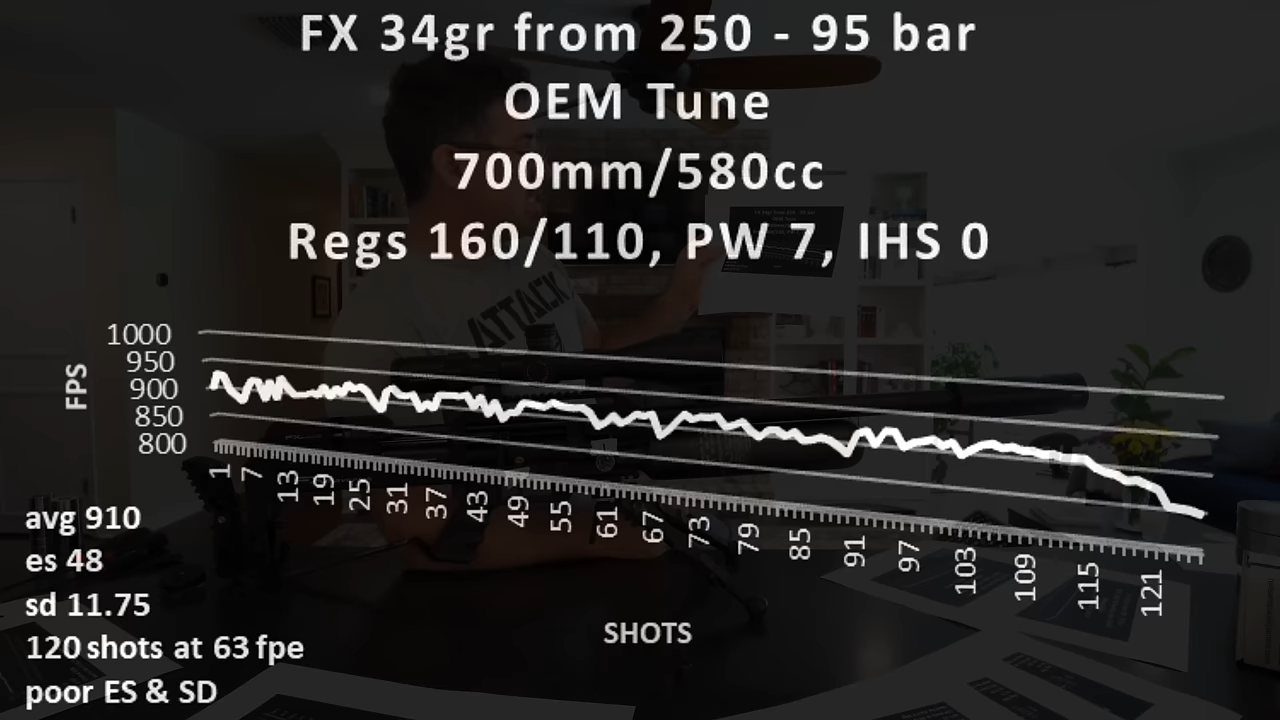 FX 34gr from 250 - 95 bar
OEM Tune
700mm/580cc
Regs 160/110, PW 7, IHS 0
ATTACK
1000
950
900
850
800
FPS
1 7 13 19 25 31 37 43 49 55 61 67 73 79 85 91 97 103 109 115 121
SHOTS
avg 910
es 48
sd 11.75
120 shots at 63 fpe
poor ES & SD